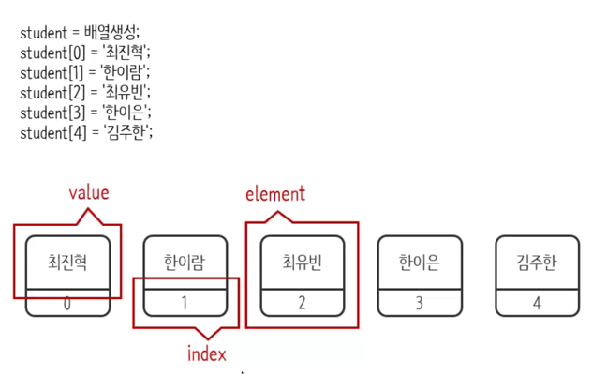 student = 배열생성;
student[0] = '최진혁';
student[1] = '한이람';
student[2] = '최유빈';
student[3] = '한이은';
student[4] = '김주한';
value
element
최진혁 한이람 최유빈 한이은 김주한
0 1 2 3 4
index